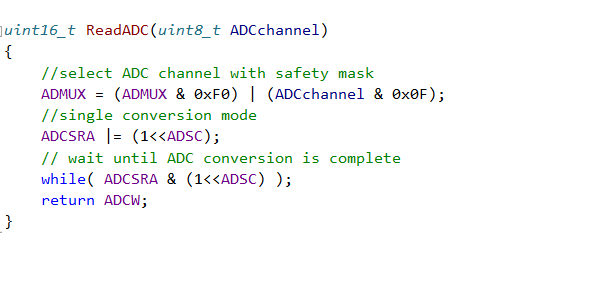 uint16_t ReadADC(uint8_t ADCchannel)
{
    //select ADC channel with safety mask
    ADMUX = (ADMUX & 0xF0) | (ADCchannel & 0x0F);
    //single conversion mode
    ADCSRA |= (1<<ADSC);
    // wait until ADC conversion is complete
    while( ADCSRA & (1<<ADSC) );
    return ADCW;
}